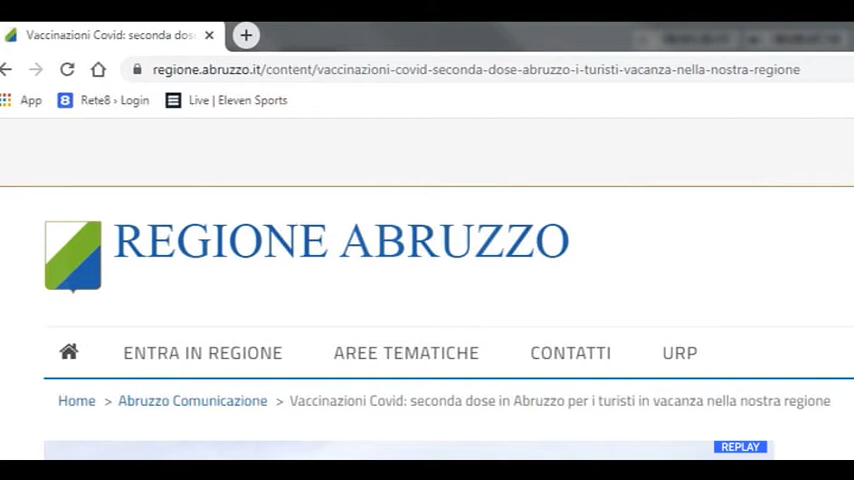 Vaccinazioni Covid: seconda dos
regione.abruzzo.it/content/vaccinazioni-covid-seconda-dose-abruzzo-i-turisti-vacanza-nella-nostra-regione
App Rete8 › Login Live | Eleven Sports
REGIONE ABRUZZO
ENTRA IN REGIONE AREE TEMATICHE CONTATTI URP
Home > Abruzzo Comunicazione > Vaccinazioni Covid: seconda dose in Abruzzo per i turisti in vacanza nella nostra regione
REPLAY